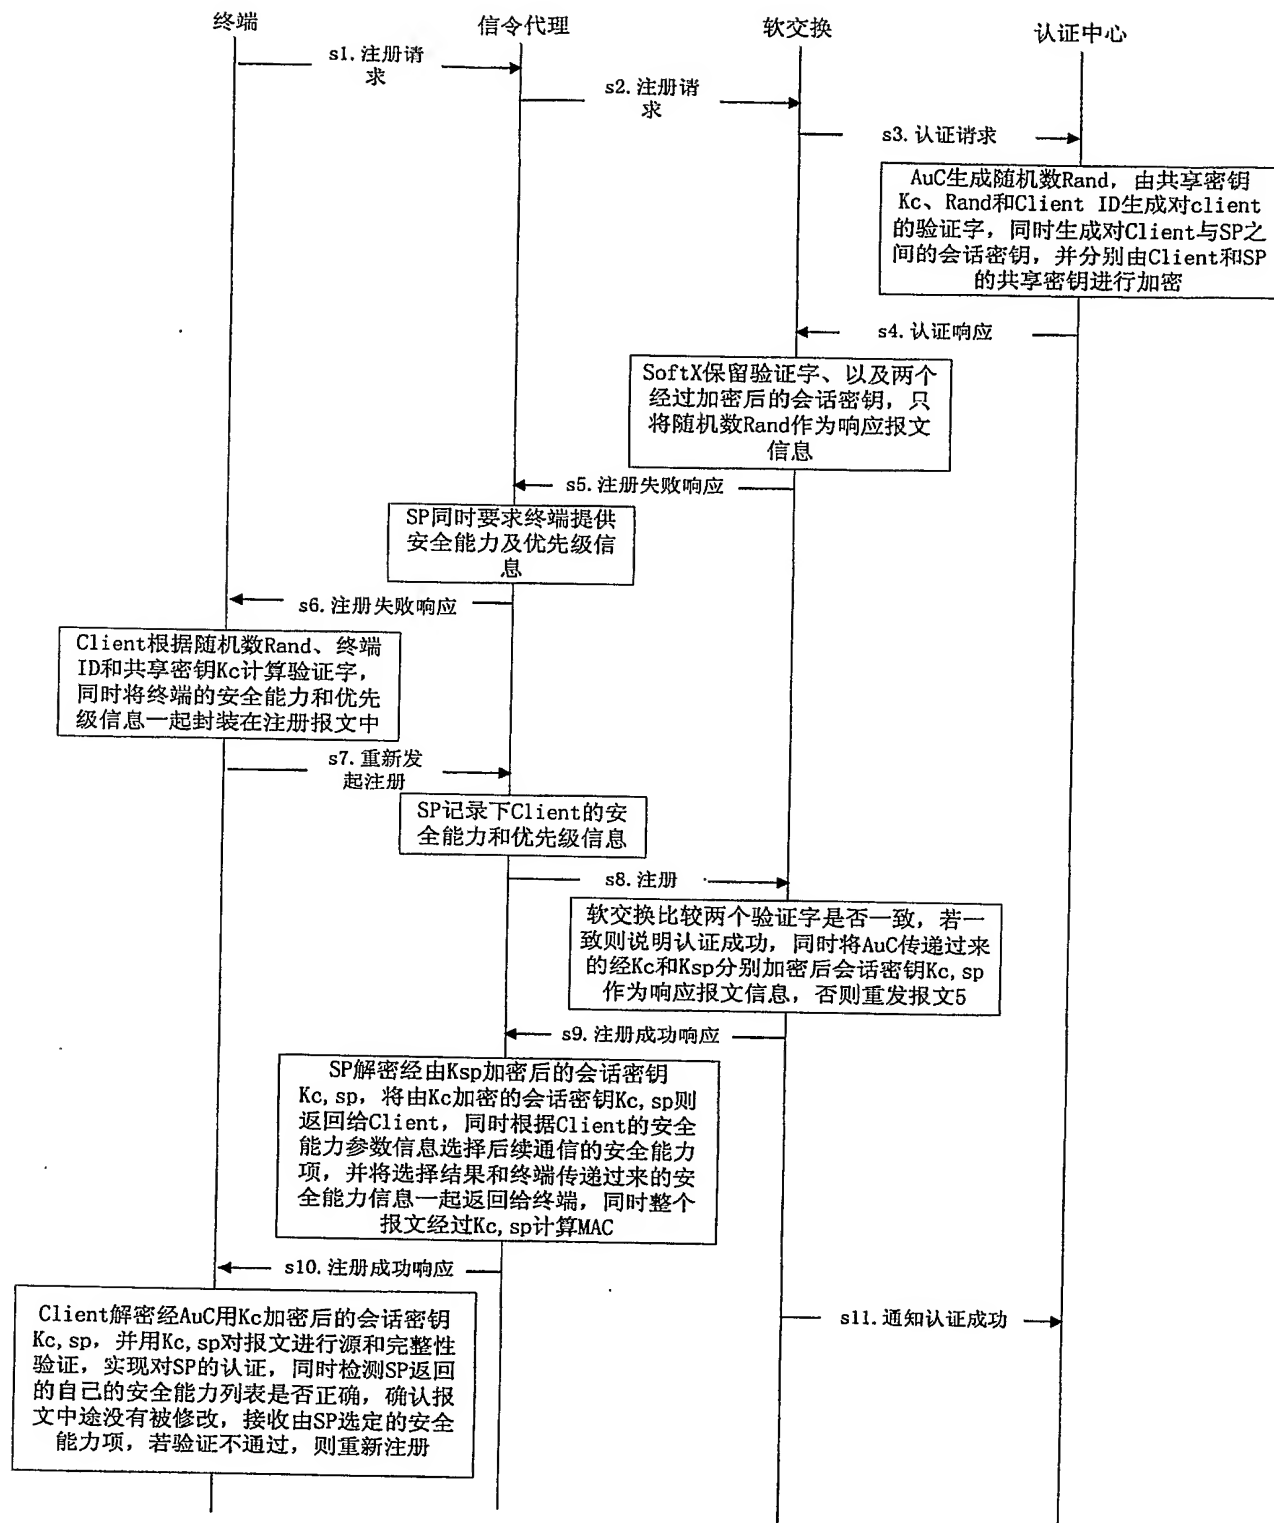 终端
信令代理
软交换
认证中心
s1.注册请
求
s2.注册请
求
s3.认证请求
AuC生成随机数Rand，由共享密钥
Kc、Rand和Client ID生成对client
的验证字，同时生成对Client与SP之
间的会话密钥，并分别由Client和SP
的共享密钥进行加密
s4.认证响应
SoftX保留验证字、以及两个
经过加密后的会话密钥，只
将随机数Rand作为响应报文
信息
s5.注册失败响应
SP同时要求终端提供
安全能力及优先级信
息
s6.注册失败响应
Client根据随机数Rand、终端
ID和共享密钥Kc计算验证字，
同时将终端的安全能力和优先
级信息一起封装在注册报文中
s7.重新发
起注册
SP记录下Client的安
全能力和优先级信息
s8.注册
软交换比较两个验证字是否一致，若一
致则说明认证成功，同时将AuC传递过来
的经Kc和Ksp分别加密后会话密钥Kc,sp
作为响应报文信息，否则重发报文5
s9.注册成功响应
SP解密经由Ksp加密后的会话密钥
Kc,sp，将由Kc加密的会话密钥Kc,sp则
返回给Client，同时根据Client的安全
能力参数信息选择后续通信的安全能力
项，并将选择结果和终端传递过来的安
全能力信息一起返回给终端，同时整个
报文经过Kc,sp计算MAC
s10.注册成功响应
Client解密经AuC用Kc加密后的会话密钥
Kc,sp，并用Kc,sp对报文进行源和完整性
验证，实现对SP的认证，同时检测SP返回
的自己的安全能力列表是否正确，确认报
文中途没有被修改，接收由SP选定的安全
能力项，若验证不通过，则重新注册
s11.通知认证成功